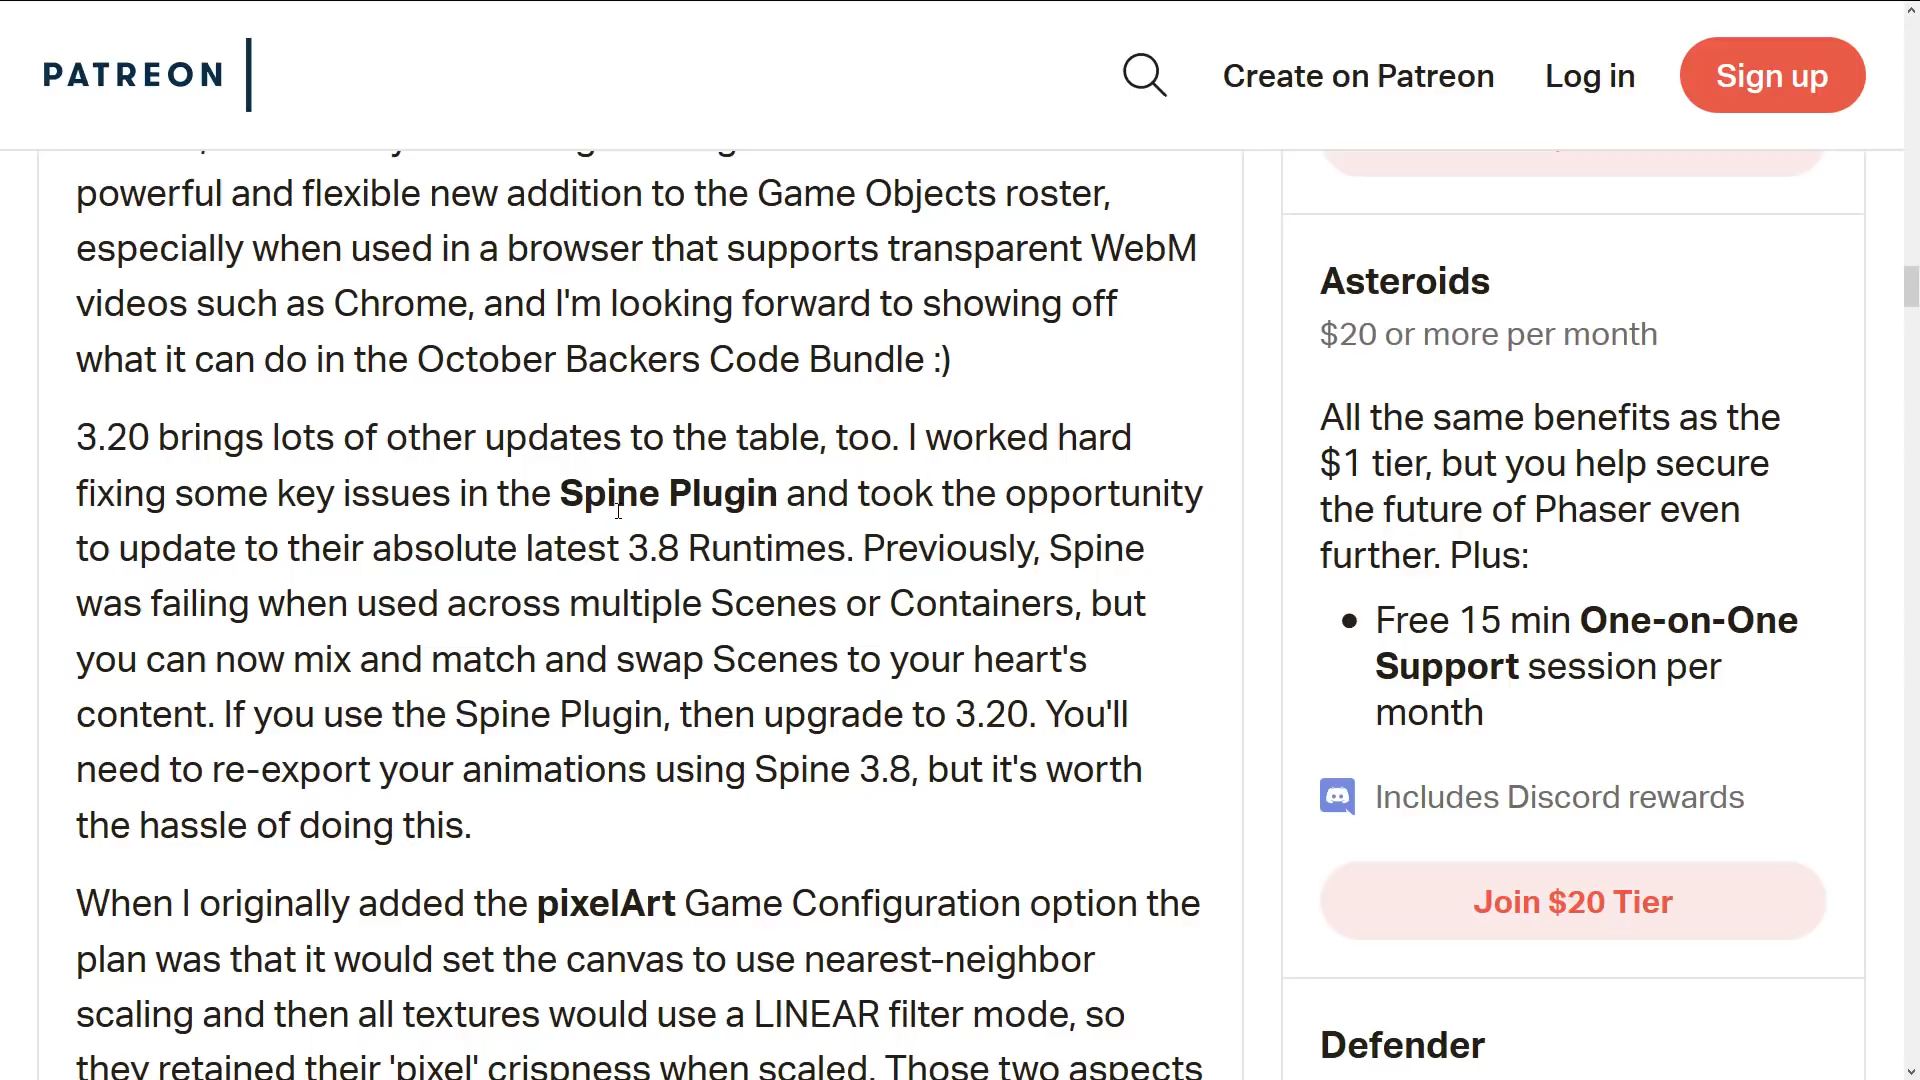 PATREON
Create on Patreon
Log in
Sign up
powerful and flexible new addition to the Game Objects roster,
especially when used in a browser that supports transparent WebM
videos such as Chrome, and I'm looking forward to showing off
what it can do in the October Backers Code Bundle :)
3.20 brings lots of other updates to the table, too. I worked hard
fixing some key issues in the Spine Plugin and took the opportunity
to update to their absolute latest 3.8 Runtimes. Previously, Spine
was failing when used across multiple Scenes or Containers, but
you can now mix and match and swap Scenes to your heart's
content. If you use the Spine Plugin, then upgrade to 3.20. You'll
need to re-export your animations using Spine 3.8, but it's worth
the hassle of doing this.
When I originally added the pixelArt Game Configuration option the
plan was that it would set the canvas to use nearest-neighbor
scaling and then all textures would use a LINEAR filter mode, so
they retained their 'pixel' crispness when scaled. Those two aspects
Asteroids
$20 or more per month
All the same benefits as the
$1 tier, but you help secure
the future of Phaser even
further. Plus:
Free 15 min One-on-One
Support session per
month
Includes Discord rewards
Join $20 Tier
Defender